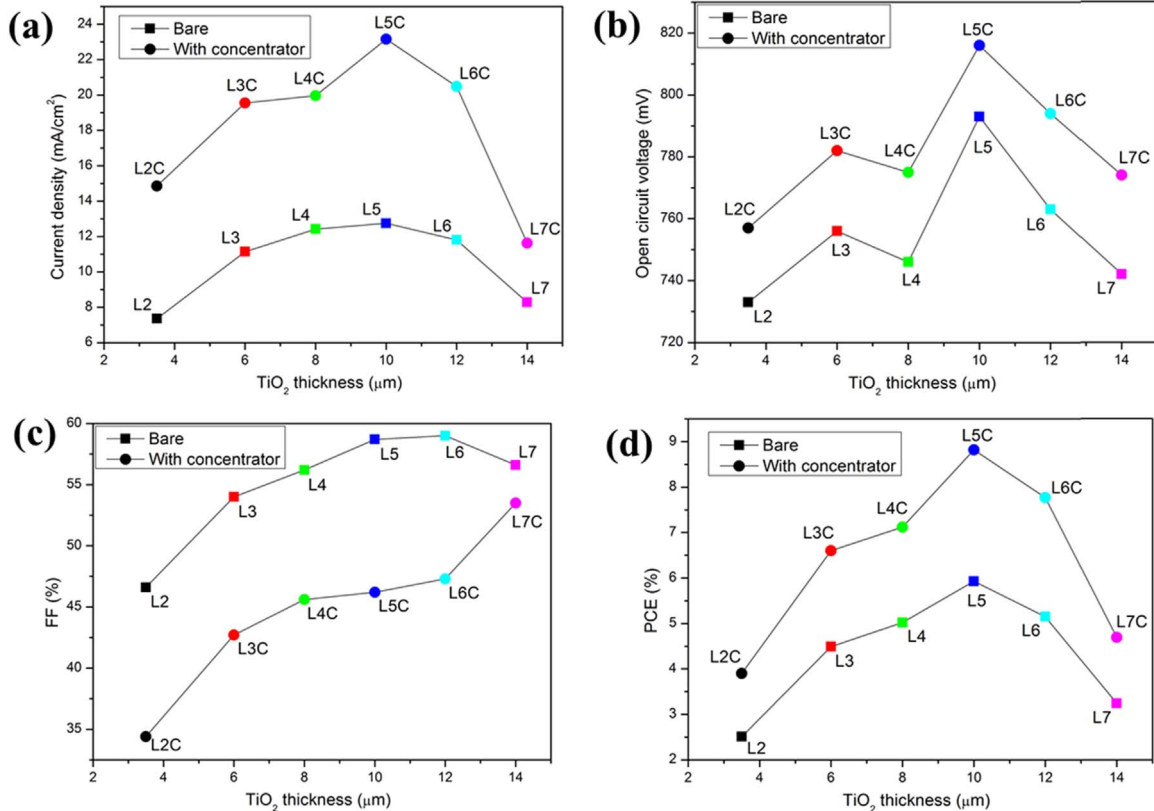 (a)
Bare
With concentrator
24
22
20
18
16
14
12
10
8
6
Current density (mA/cm²)
L2C
L3C
L4C
L5C
L6C
L7C
L2
L3
L4
L5
L6
L7
2 4 6 8 10 12 14
TiO₂ thickness (μm)
(b)
Bare
With concentrator
820
800
780
760
740
720
Open circuit voltage (mV)
L2C
L3C
L4C
L5C
L6C
L7C
L2
L3
L4
L5
L6
L7
2 4 6 8 10 12 14
TiO₂ thickness (μm)
(c)
Bare
With concentrator
60
55
50
45
40
35
FF (%)
L2
L3
L4
L5
L6
L7
L2C
L3C
L4C
L5C
L6C
L7C
2 4 6 8 10 12 14
TiO₂ thickness (μm)
(d)
Bare
With concentrator
9
8
7
6
5
4
3
2
PCE (%)
L2C
L3C
L4C
L5C
L6C
L7C
L2
L3
L4
L5
L6
L7
2 4 6 8 10 12 14
TiO₂ thickness (μm)